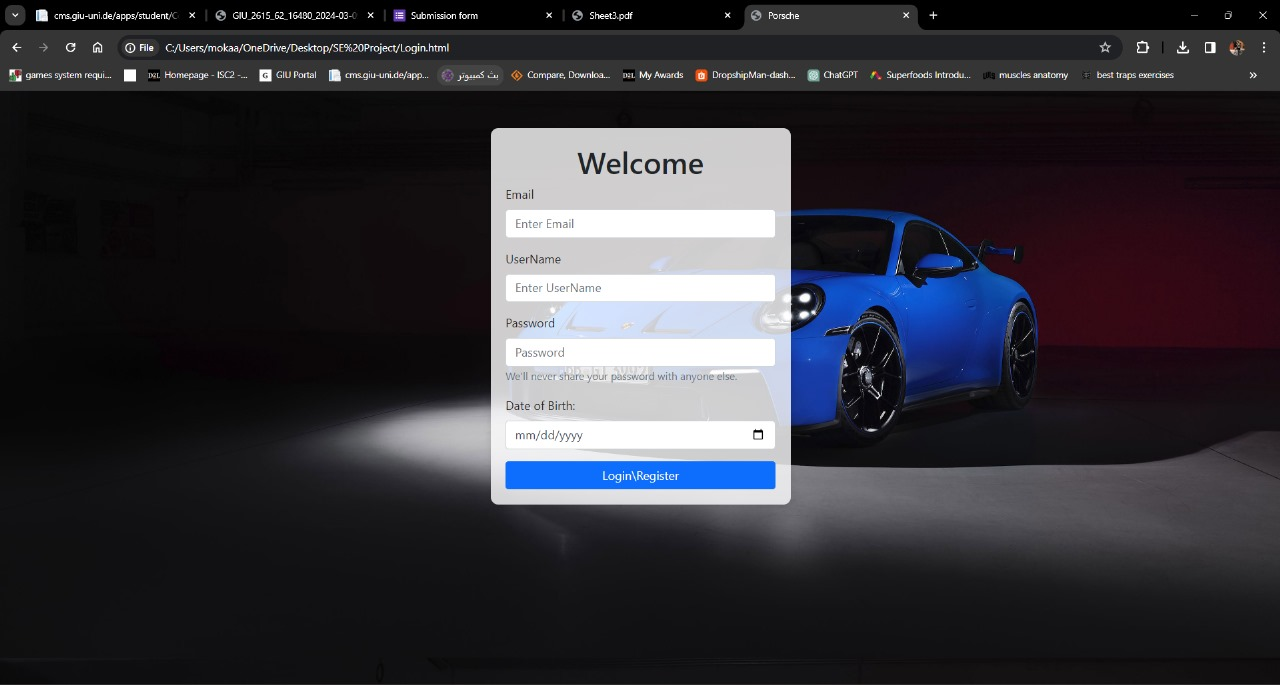 cms.giu-uni.de/apps/student/C
GIU_2615_62_16480_2024-03-0
Submission form
Sheet3.pdf
Porsche
File
C:/Users/mokaa/OneDrive/Desktop/SE%20Project/Login.html
games system requi...
D2L Homepage - ISC2 -...
G GIU Portal
cms.giu-uni.de/app...
بث كمبيوتر
Compare, Downloa...
D2L My Awards
DropshipMan-dash...
ChatGPT
Superfoods Introdu...
muscles anatomy
best traps exercises
Welcome
Email
Enter Email
UserName
Enter UserName
Password
Password
We'll never share your password with anyone else.
Date of Birth:
mm/dd/yyyy
Login\Register